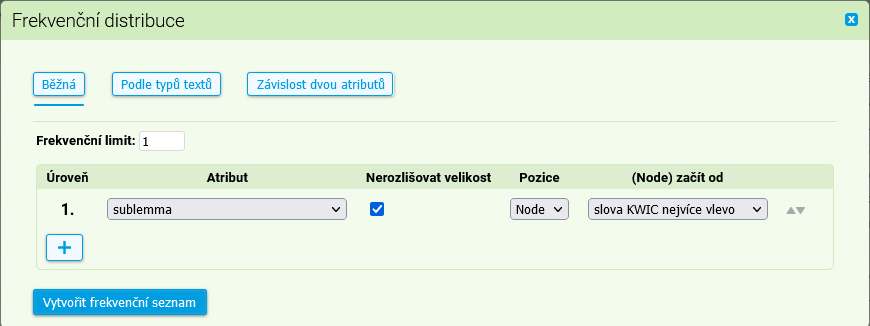 Frekvenční distribuce
Běžná Podle typů textů Závislost dvou atributů
Frekvenční limit: 1
Úroveň Atribut Nerozlišovat velikost Pozice (Node) začít od
1. sublemma Node slova KWIC nejvíce vlevo
+
Vytvořit frekvenční seznam